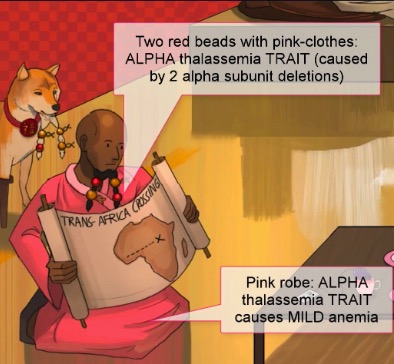 Two red beads with pink-clothes:
ALPHA thalassemia TRAIT (caused
by 2 alpha subunit deletions)
TRANS-AFRICA CROSSING
Pink robe: ALPHA
thalassemia TRAIT
causes MILD anemia